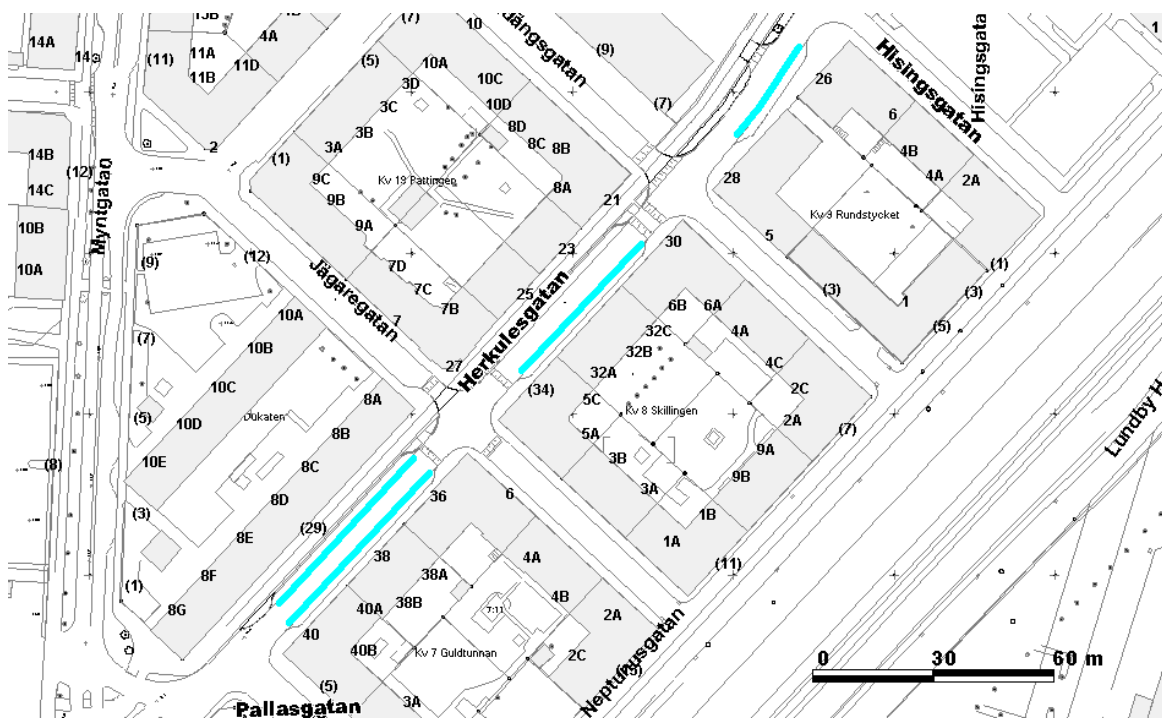 13B
4B
(7)
10
14A
14
(11)
11A
4A
11B
11D
(5)
10A
ängsgatan
(9)
26
Hisingsgatan
Hisingsgata
1
3D
10C
3C
10D
(7)
6
3B
8D
14B
2
3A
8C
8B
4B
(12)
(1)
Kv 19 Pattingen
28
4A
2A
14C
9C
8A
9B
21
Kv 9 Rundstycket
10B
Myntgatan
9A
30
5
(9)
(12)
23
10A
7D
(1)
Jägaregatan
7C
25
(3)
(3)
10A
7B
6B
6A
1
7
32C
4A
(5)
(7)
10B
Herkulesgatan
32B
27
32A
4C
10C
(34)
2C
8A
5C
Kv 8 Skillingen
(5)
10D
Dukaten
2A
8B
5A
(7)
Lundby H
9A
3B
(8)
10E
8C
9B
3A
36
6
8D
(3)
(29)
1B
8E
38
1A
4A
(11)
8F
38A
(1)
4B
8G
40A
38B
7:11
2A
40
40B
Kv 7 Guldtunnan
2C
Neptunusgatan
0
30
60 m
(5)
3A
Pallasgatan